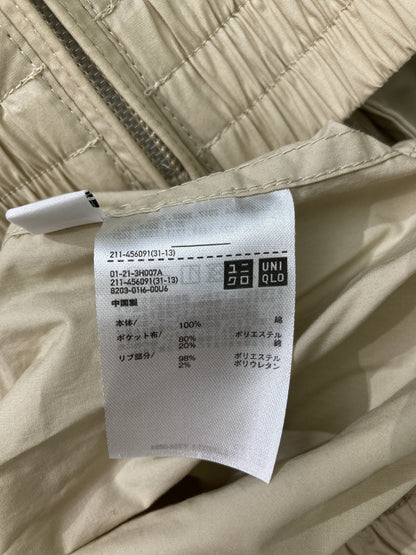 211-456091(31-13)
01-21-3H007A
211-456091(31-13)
8203-0116-00U6
ユニ
クロ
UNI
QLO
中国製
本体/ 100% 綿
ポケット布/ 80% ポリエステル
20% 綿
リブ部分/ 98% ポリエステル
2% ポリウレタン